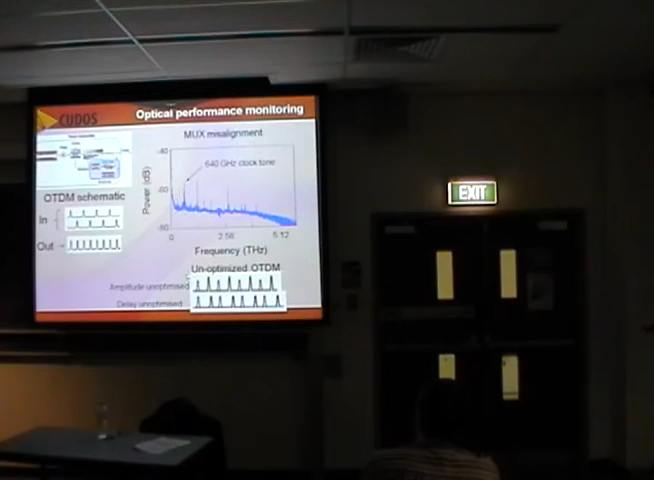 CUDOS
Optical performance monitoring
MUX misalignment
OTDM schematic
In
Out
-40
-60
-80
Power (dB)
640 GHz clock tone
0
2.56
5.12
Frequency (THz)
Un-optimized OTDM
Amplitude unoptimised
Delay unoptimised
EXIT